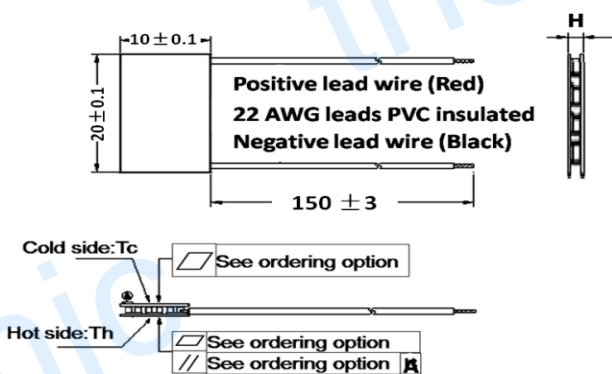 10±0.1
H
20±0.1
Positive lead wire (Red)
22 AWG leads PVC insulated
Negative lead wire (Black)
150 ±3
Cold side:Tc
See ordering option
A
Hot side:Th
See ordering option
// See ordering option A